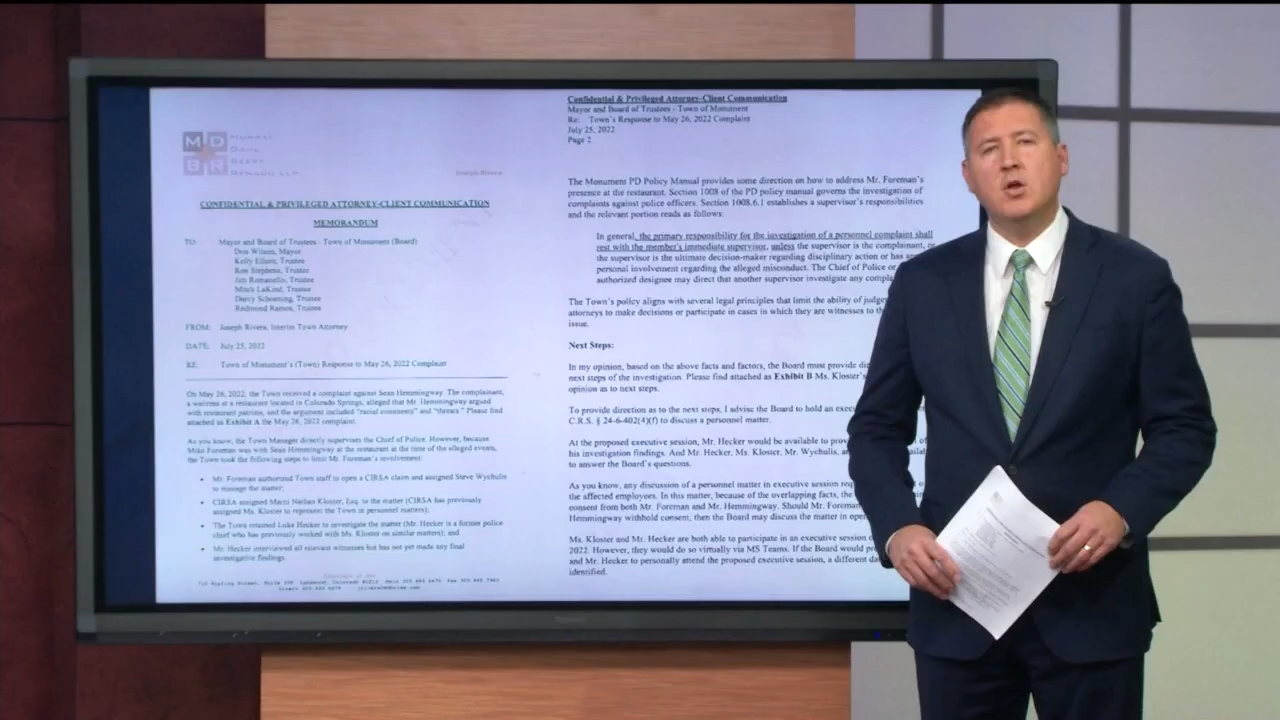 MD
BR
MURRAY
DAHL
BEERY
RENAUD LLP
Joseph Rivera
CONFIDENTIAL & PRIVILEGED ATTORNEY-CLIENT COMMUNICATION
MEMORANDUM
TO: Mayor and Board of Trustees - Town of Monument (Board)
Don Wilson, Mayor
Kelly Elliott, Trustee
Ron Stephens, Trustee
Jim Romanello, Trustee
Mitch LaKind, Trustee
Darcy Schoening, Trustee
Redmond Ramos, Trustee
FROM: Joseph Rivera, Interim Town Attorney
DATE: July 25, 2022
RE: Town of Monument's (Town) Response to May 26, 2022 Complaint
On May 26, 2022, the Town received a complaint against Sean Hemmingway. The complainant,
a waitress at a restaurant located in Colorado Springs, alleged that Mr. Hemmingway argued
with restaurant patrons, and the argument included "racial comments" and "threats." Please find
attached as Exhibit A the May 26, 2022 complaint.
As you know, the Town Manager directly supervises the Chief of Police. However, because
Mike Foreman was with Sean Hemmingway at the restaurant at the time of the alleged events,
the Town took the following steps to limit Mr. Foreman's involvement:
• Mr. Foreman authorized Town staff to open a CIRSA claim and assigned Steve Wychulis
to manage the matter;
• CIRSA assigned Marni Nathan Kloster, Esq. to the matter (CIRSA has previously
assigned Ms. Kloster to represent the Town in personnel matters);
• The Town retained Luke Hecker to investigate the matter (Mr. Hecker is a former police
chief who has previously worked with Ms. Kloster on similar matters); and
• Mr. Hecker interviewed all relevant witnesses but has not yet made any final
investigative findings.
Confidential & Privileged Attorney-Client Communication
Mayor and Board of Trustees - Town of Monument
Re: Town's Response to May 26, 2022 Complaint
July 25, 2022
Page 2
The Monument PD Policy Manual provides some direction on how to address Mr. Foreman's
presence at the restaurant. Section 1008 of the PD policy manual governs the investigation of
complaints against police officers. Section 1008.6.1 establishes a supervisor's responsibilities
and the relevant portion reads as follows:
In general, the primary responsibility for the investigation of a personnel complaint shall
rest with the member's immediate supervisor, unless the supervisor is the complainant, or
the supervisor is the ultimate decision-maker regarding disciplinary action or has any
personal involvement regarding the alleged misconduct. The Chief of Police or
authorized designee may direct that another supervisor investigate any compla
The Town's policy aligns with several legal principles that limit the ability of judge
attorneys to make decisions or participate in cases in which they are witnesses to th
issue.
Next Steps:
In my opinion, based on the above facts and factors, the Board must provide di
next steps of the investigation. Please find attached as Exhibit B Ms. Kloster's
opinion as to next steps.
To provide direction as to the next steps, I advise the Board to hold an exec
C.R.S. § 24-6-402(4)(f) to discuss a personnel matter.
At the proposed executive session, Mr. Hecker would be available to prov of
his investigation findings. And Mr. Hecker, Ms. Kloster, Mr. Wychulis, an ailable
to answer the Board's questions.
As you know, any discussion of a personnel matter in executive session req of
the affected employees. In this matter, because of the overlapping facts, the
consent from both Mr. Foreman and Mr. Hemmingway. Should Mr. Forem
Hemmingway withhold consent, then the Board may discuss the matter in ope
Ms. Kloster and Mr. Hecker are both able to participate in an executive session o
2022. However, they would do so virtually via MS Teams. If the Board would pr
and Mr. Hecker to personally attend the proposed executive session, a different da
identified.